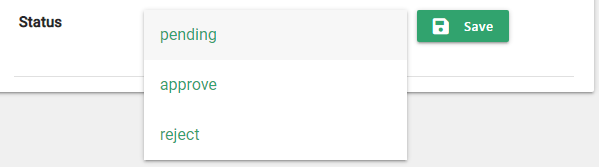 Status
pending
Save
approve
reject